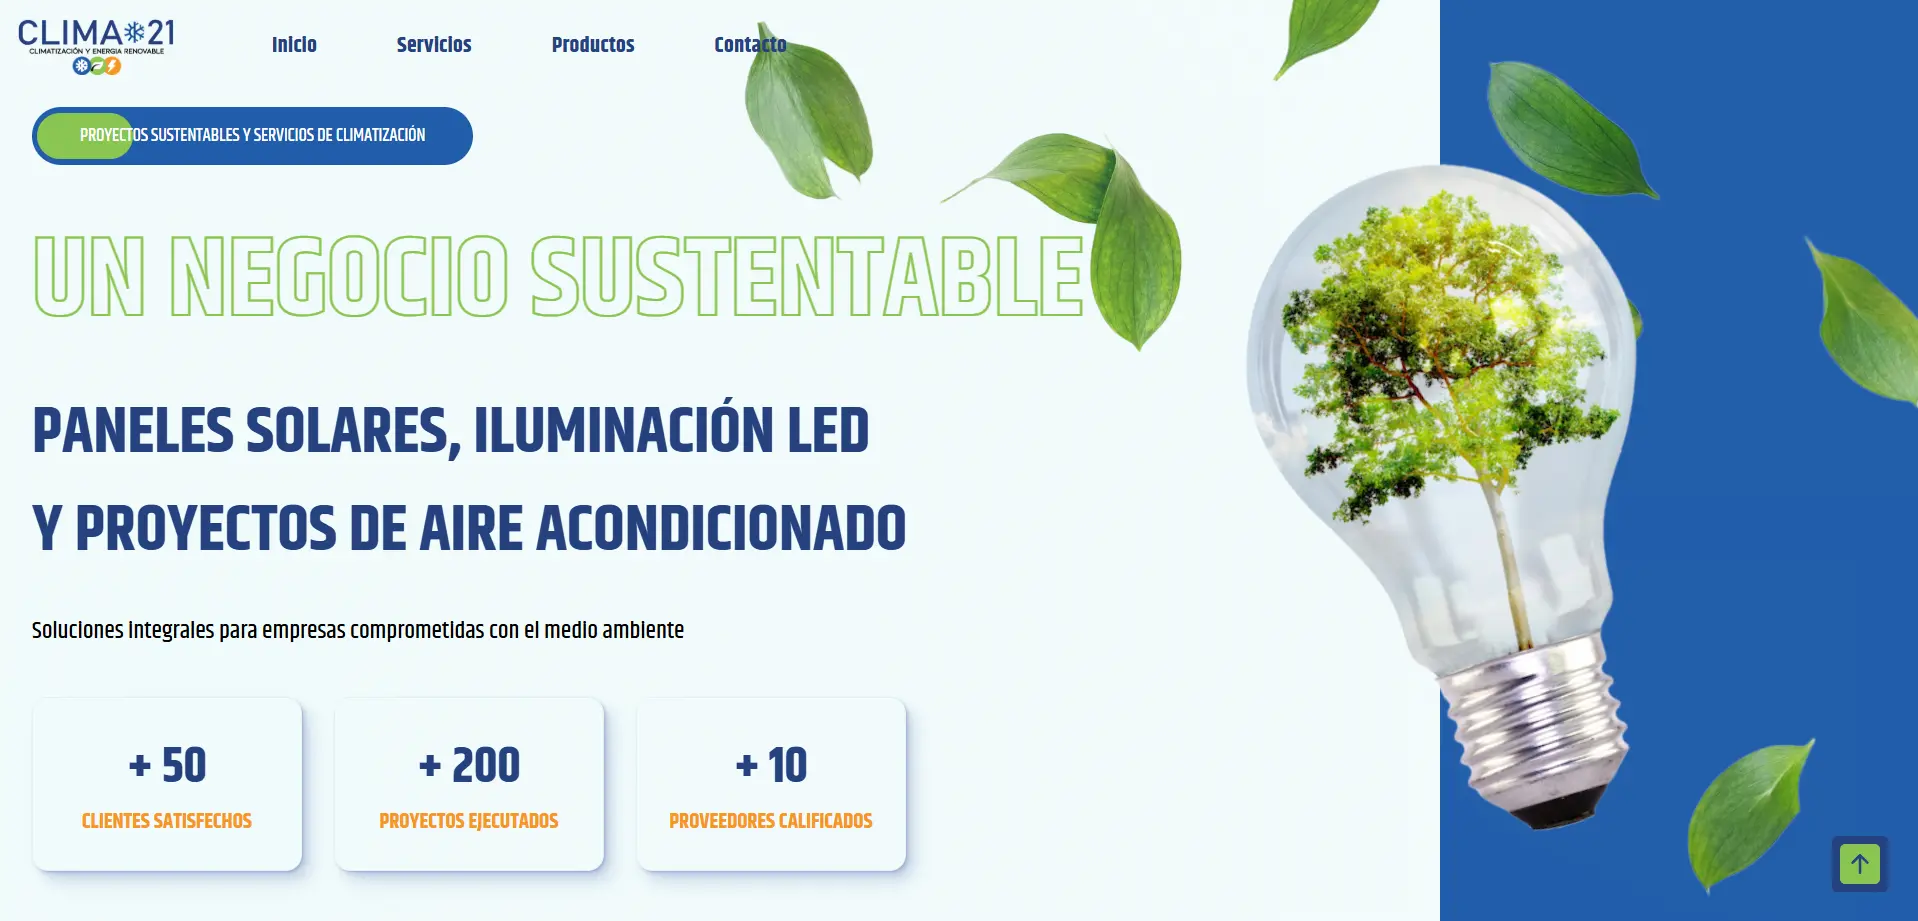 CLIMA 21
CLIMATIZACIÓN Y ENERGIA RENOVABLE
Inicio
Servicios
Productos
Contacto
PROYECTOS SUSTENTABLES Y SERVICIOS DE CLIMATIZACIÓN
UN NEGOCIO SUSTENTABLE
PANELES SOLARES, ILUMINACIÓN LED
Y PROYECTOS DE AIRE ACONDICIONADO
Soluciones integrales para empresas comprometidas con el medio ambiente
+ 50
CLIENTES SATISFECHOS
+ 200
PROYECTOS EJECUTADOS
+ 10
PROVEEDORES CALIFICADOS